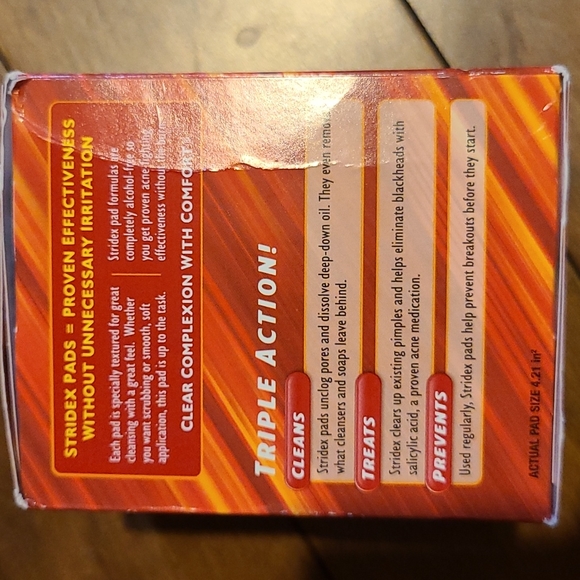 STRIDEX PADS = PROVEN EFFECTIVENESS
WITHOUT UNNECESSARY IRRITATION
Each pad is specially textured for great
cleansing with a great feel. Whether
you want scrubbing or smooth, soft
application, this pad is up to the task.
Stridex pad formulas are
completely alcohol-free so
you get proven acne-fighting
effectiveness without the
CLEAR COMPLEXION WITH COMFORT
TRIPLE ACTION!
CLEANS
Stridex pads unclog pores and dissolve deep-down oil. They even remove
what cleansers and soaps leave behind.
TREATS
Stridex clears up existing pimples and helps eliminate blackheads with
salicylic acid, a proven acne medication.
PREVENTS
Used regularly, Stridex pads help prevent breakouts before they start.
ACTUAL PAD SIZE 4.21 in²